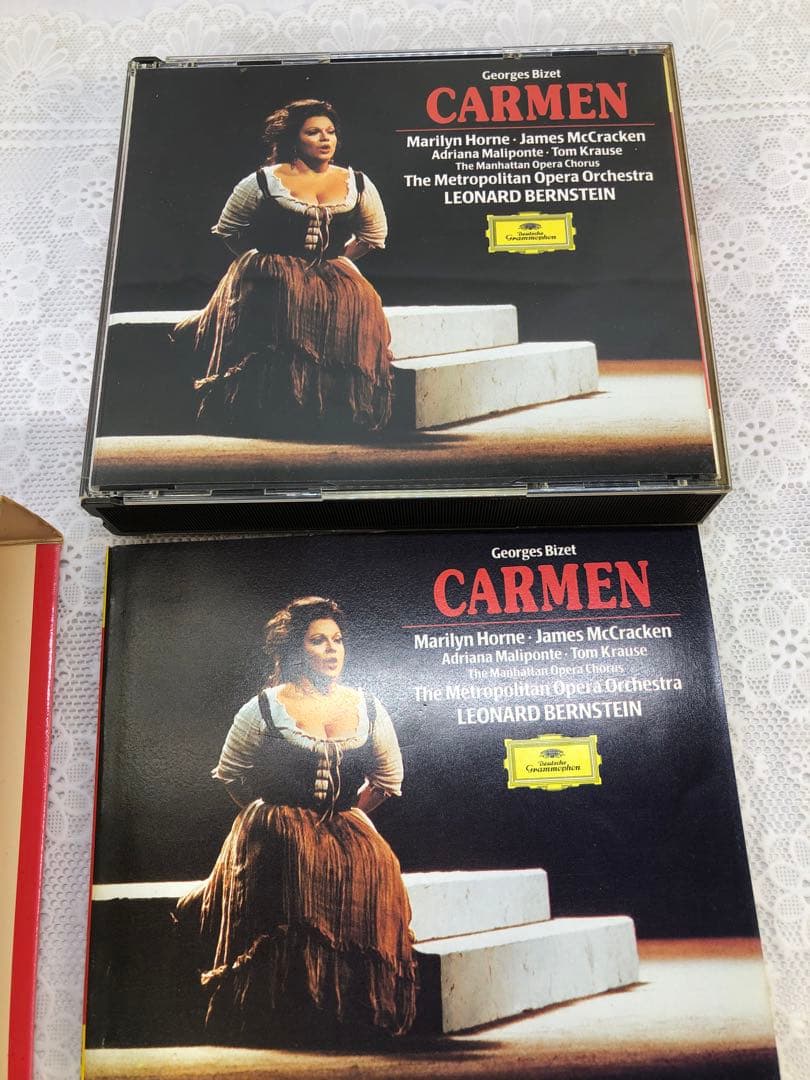 Georges Bizet
CARMEN
Marilyn Horne · James McCracken
Adriana Maliponte · Tom Krause
The Manhattan Opera Chorus
The Metropolitan Opera Orchestra
LEONARD BERNSTEIN
Deutsche
Grammophon
Georges Bizet
CARMEN
Marilyn Horne · James McCracken
Adriana Maliponte · Tom Krause
The Manhattan Opera Chorus
The Metropolitan Opera Orchestra
LEONARD BERNSTEIN
Deutsche
Grammophon